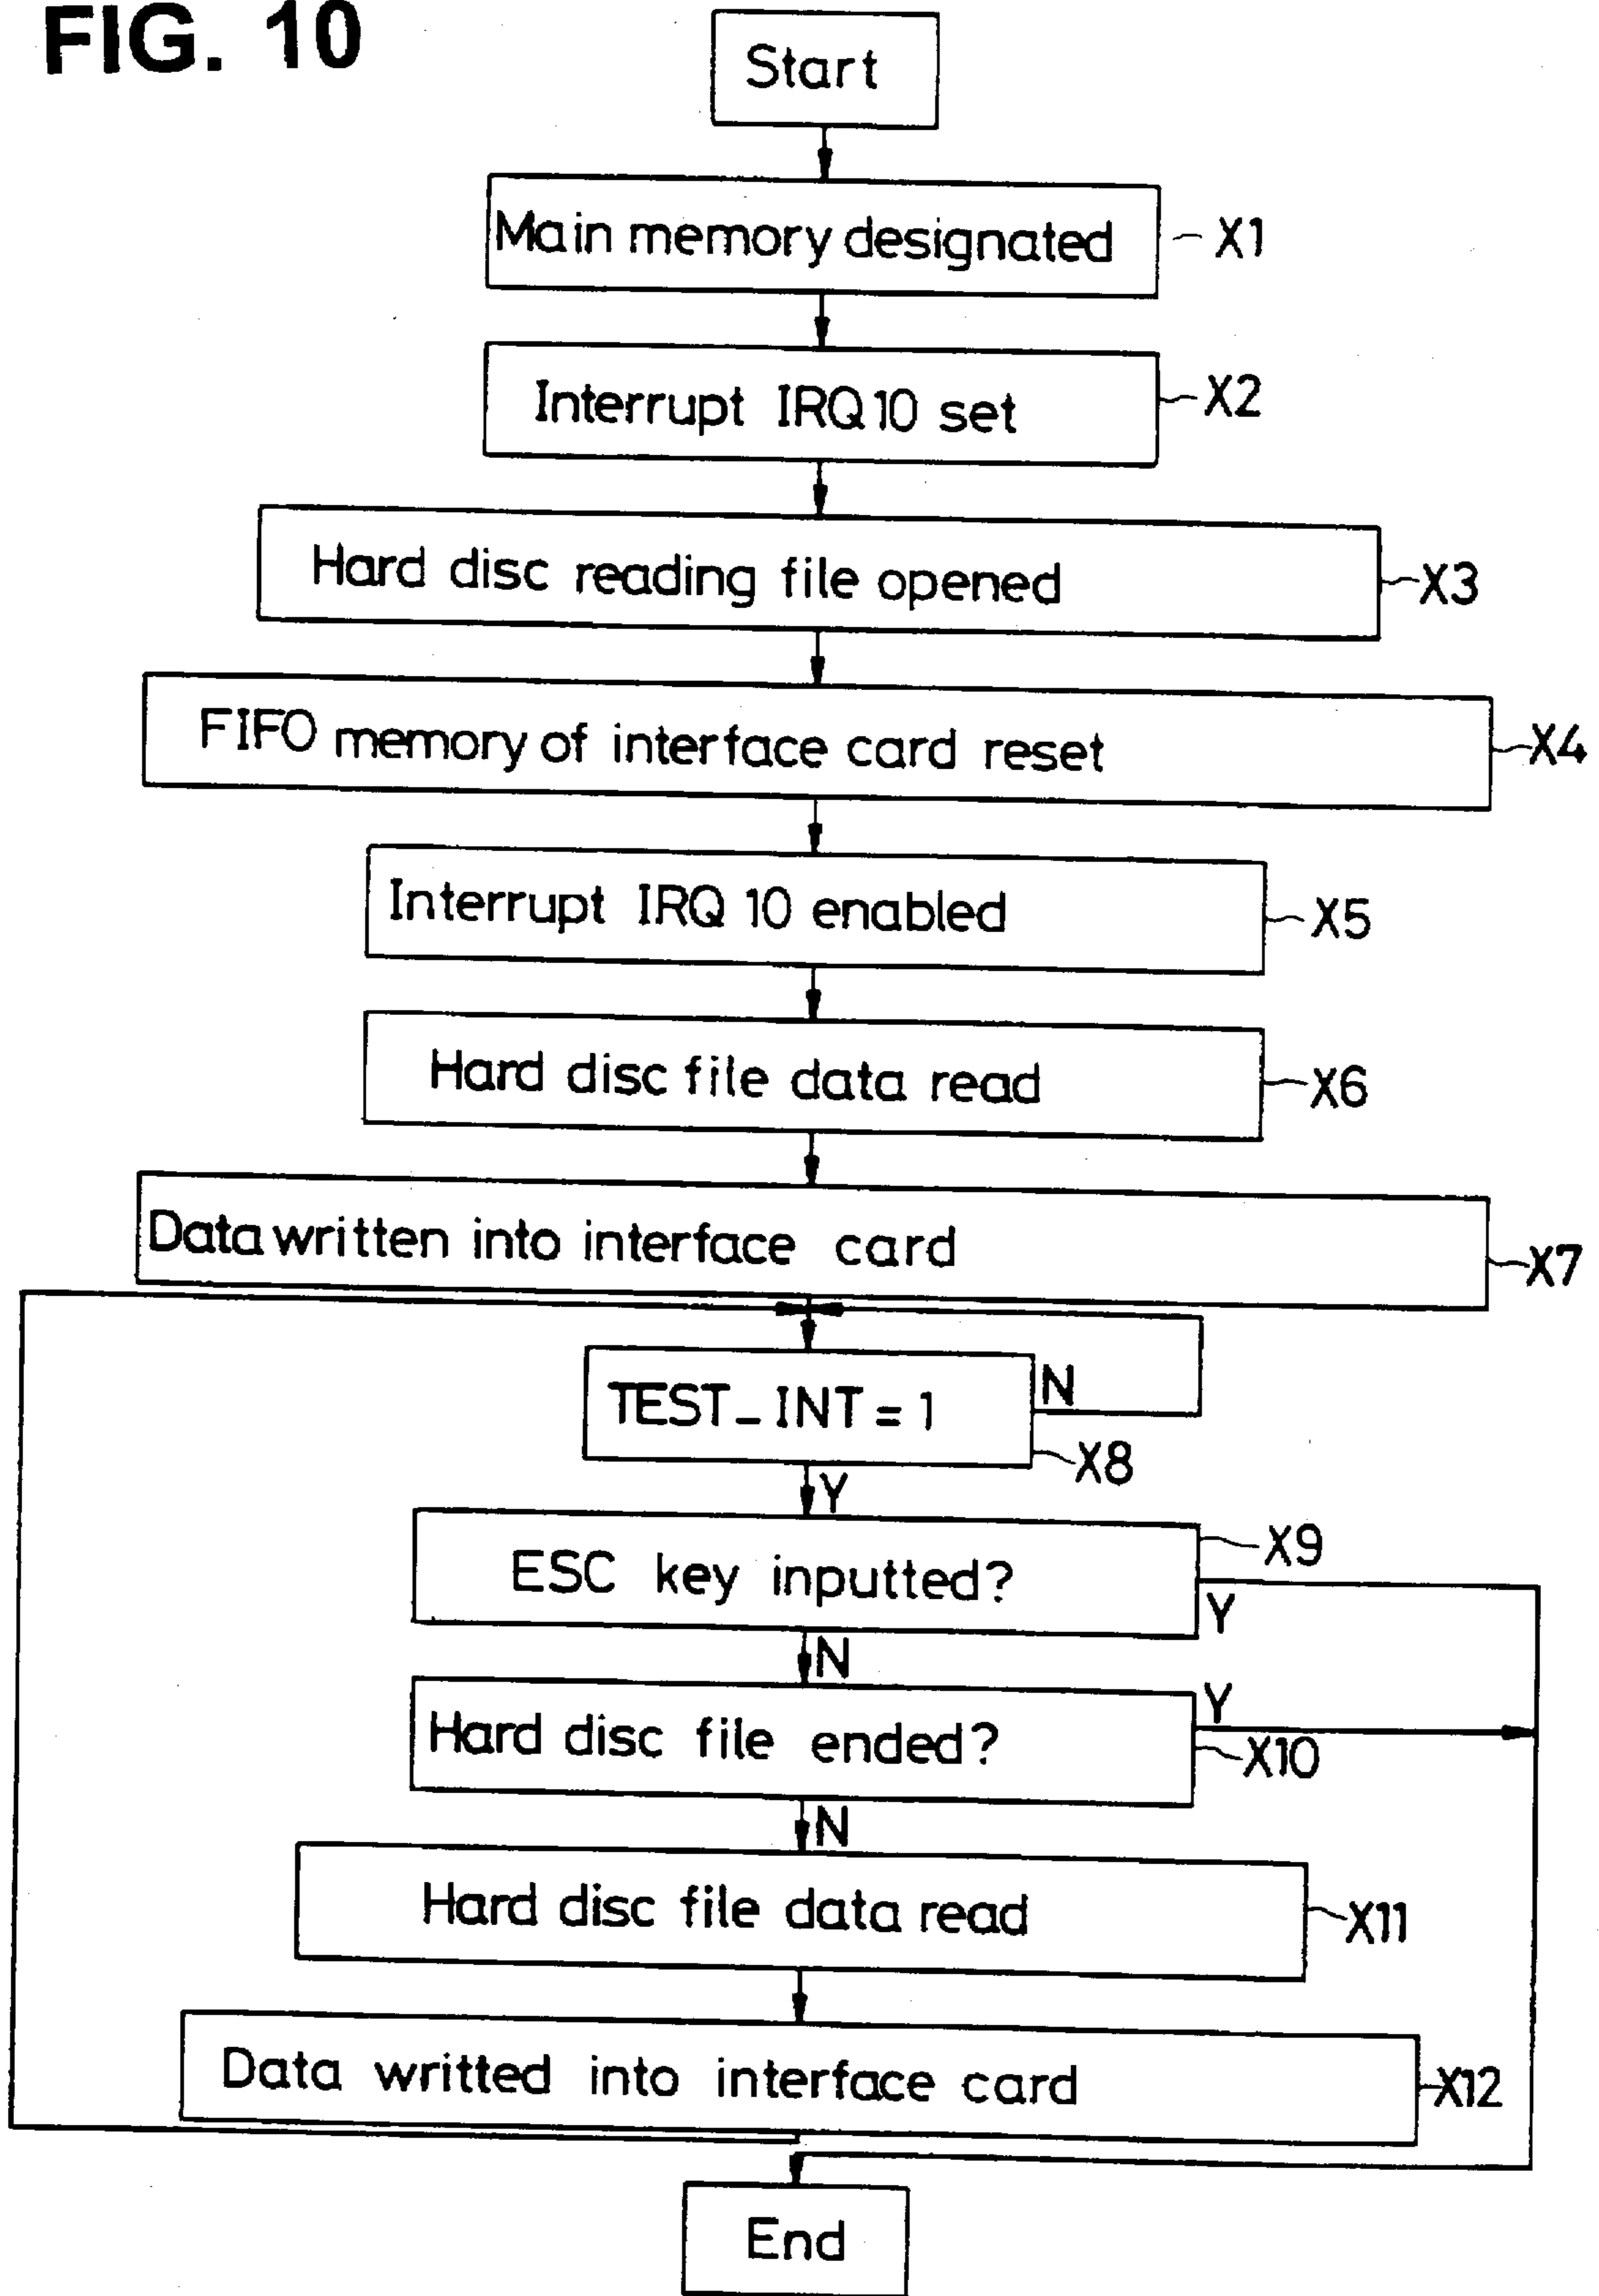 FIG. 10
Start
Main memory designated
X1
Interrupt IRQ10 set
X2
Hard disc reading file opened
X3
FIFO memory of interface card reset
X4
Interrupt IRQ 10 enabled
X5
Hard disc file data read
X6
Data written into interface card
X7
TEST_INT = 1
N
X8
Y
ESC key inputted?
X9
Y
N
Hard disc file ended?
Y
X10
N
Hard disc file data read
X11
Data writted into interface card
X12
End